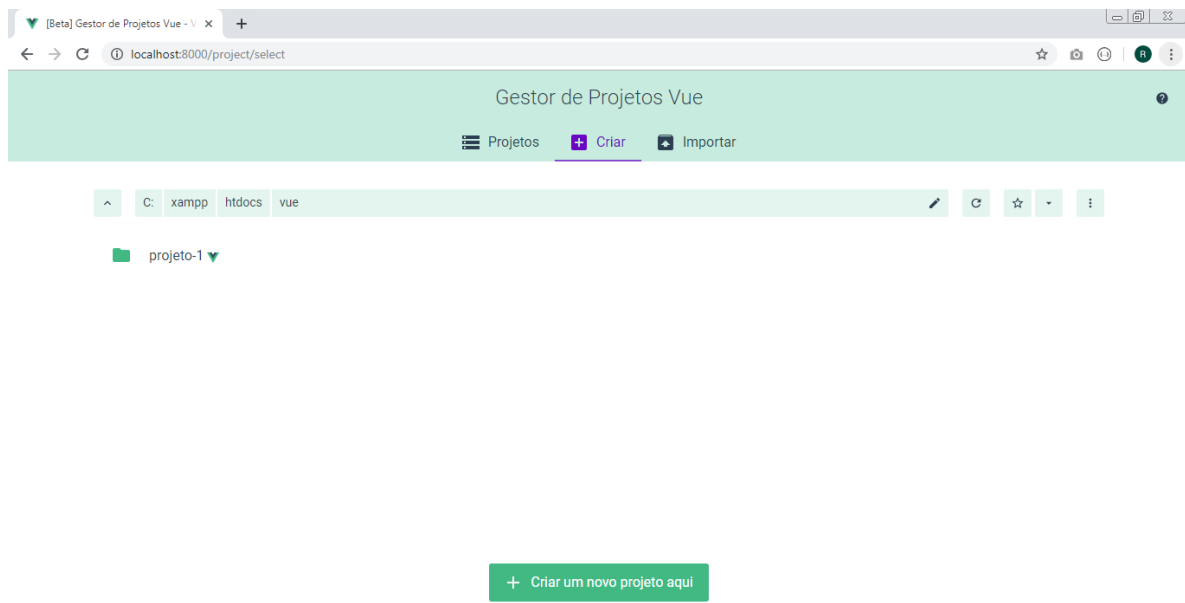 [Beta] Gestor de Projetos Vue - V
localhost:8000/project/select
R
Gestor de Projetos Vue
Projetos Criar Importar
C: xampp htdocs vue
projeto-1
Criar um novo projeto aqui